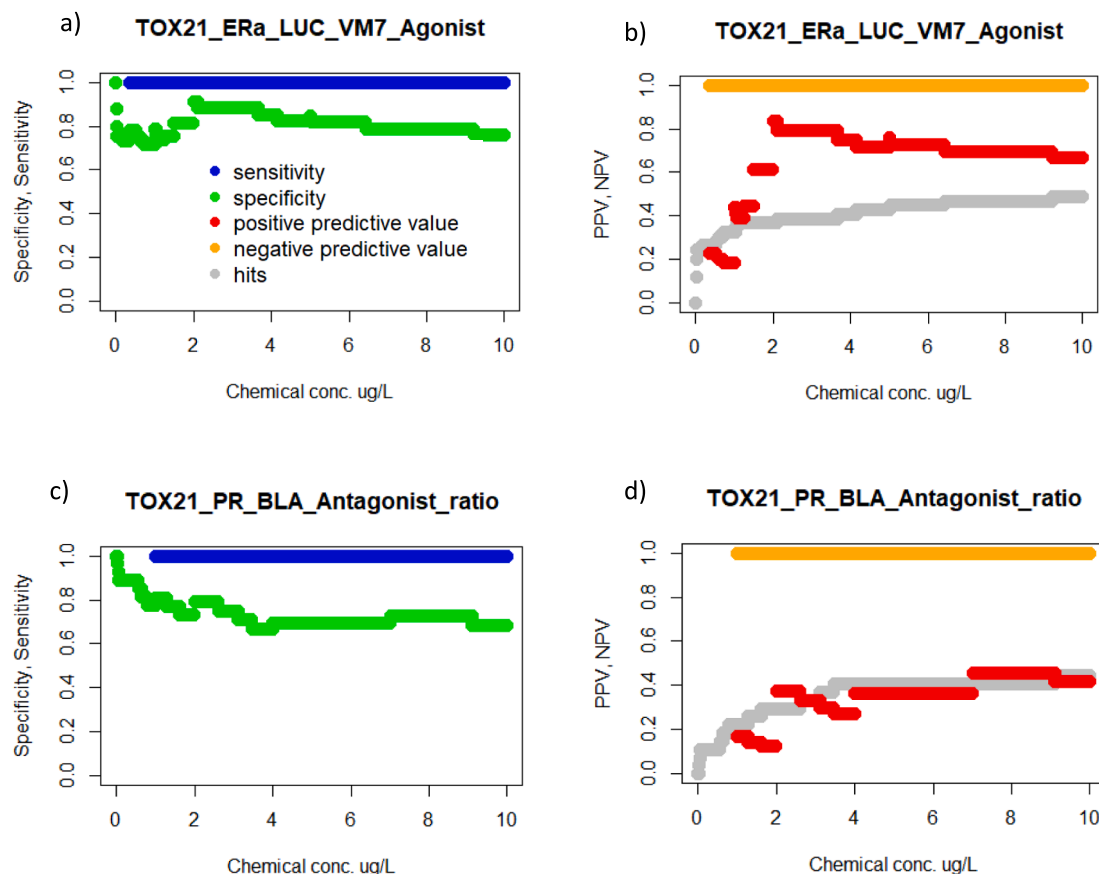 a)
TOX21_ERa_LUC_VM7_Agonist
Specificity, Sensitivity
0.0 0.2 0.4 0.6 0.8 1.0
sensitivity
specificity
positive predictive value
negative predictive value
hits
0 2 4 6 8 10
Chemical conc. ug/L
b)
TOX21_ERa_LUC_VM7_Agonist
PPV, NPV
0.0 0.2 0.4 0.6 0.8 1.0
0 2 4 6 8 10
Chemical conc. ug/L
c)
TOX21_PR_BLA_Antagonist_ratio
Specificity, Sensitivity
0.0 0.2 0.4 0.6 0.8 1.0
0 2 4 6 8 10
Chemical conc. ug/L
d)
TOX21_PR_BLA_Antagonist_ratio
PPV, NPV
0.0 0.2 0.4 0.6 0.8 1.0
0 2 4 6 8 10
Chemical conc. ug/L